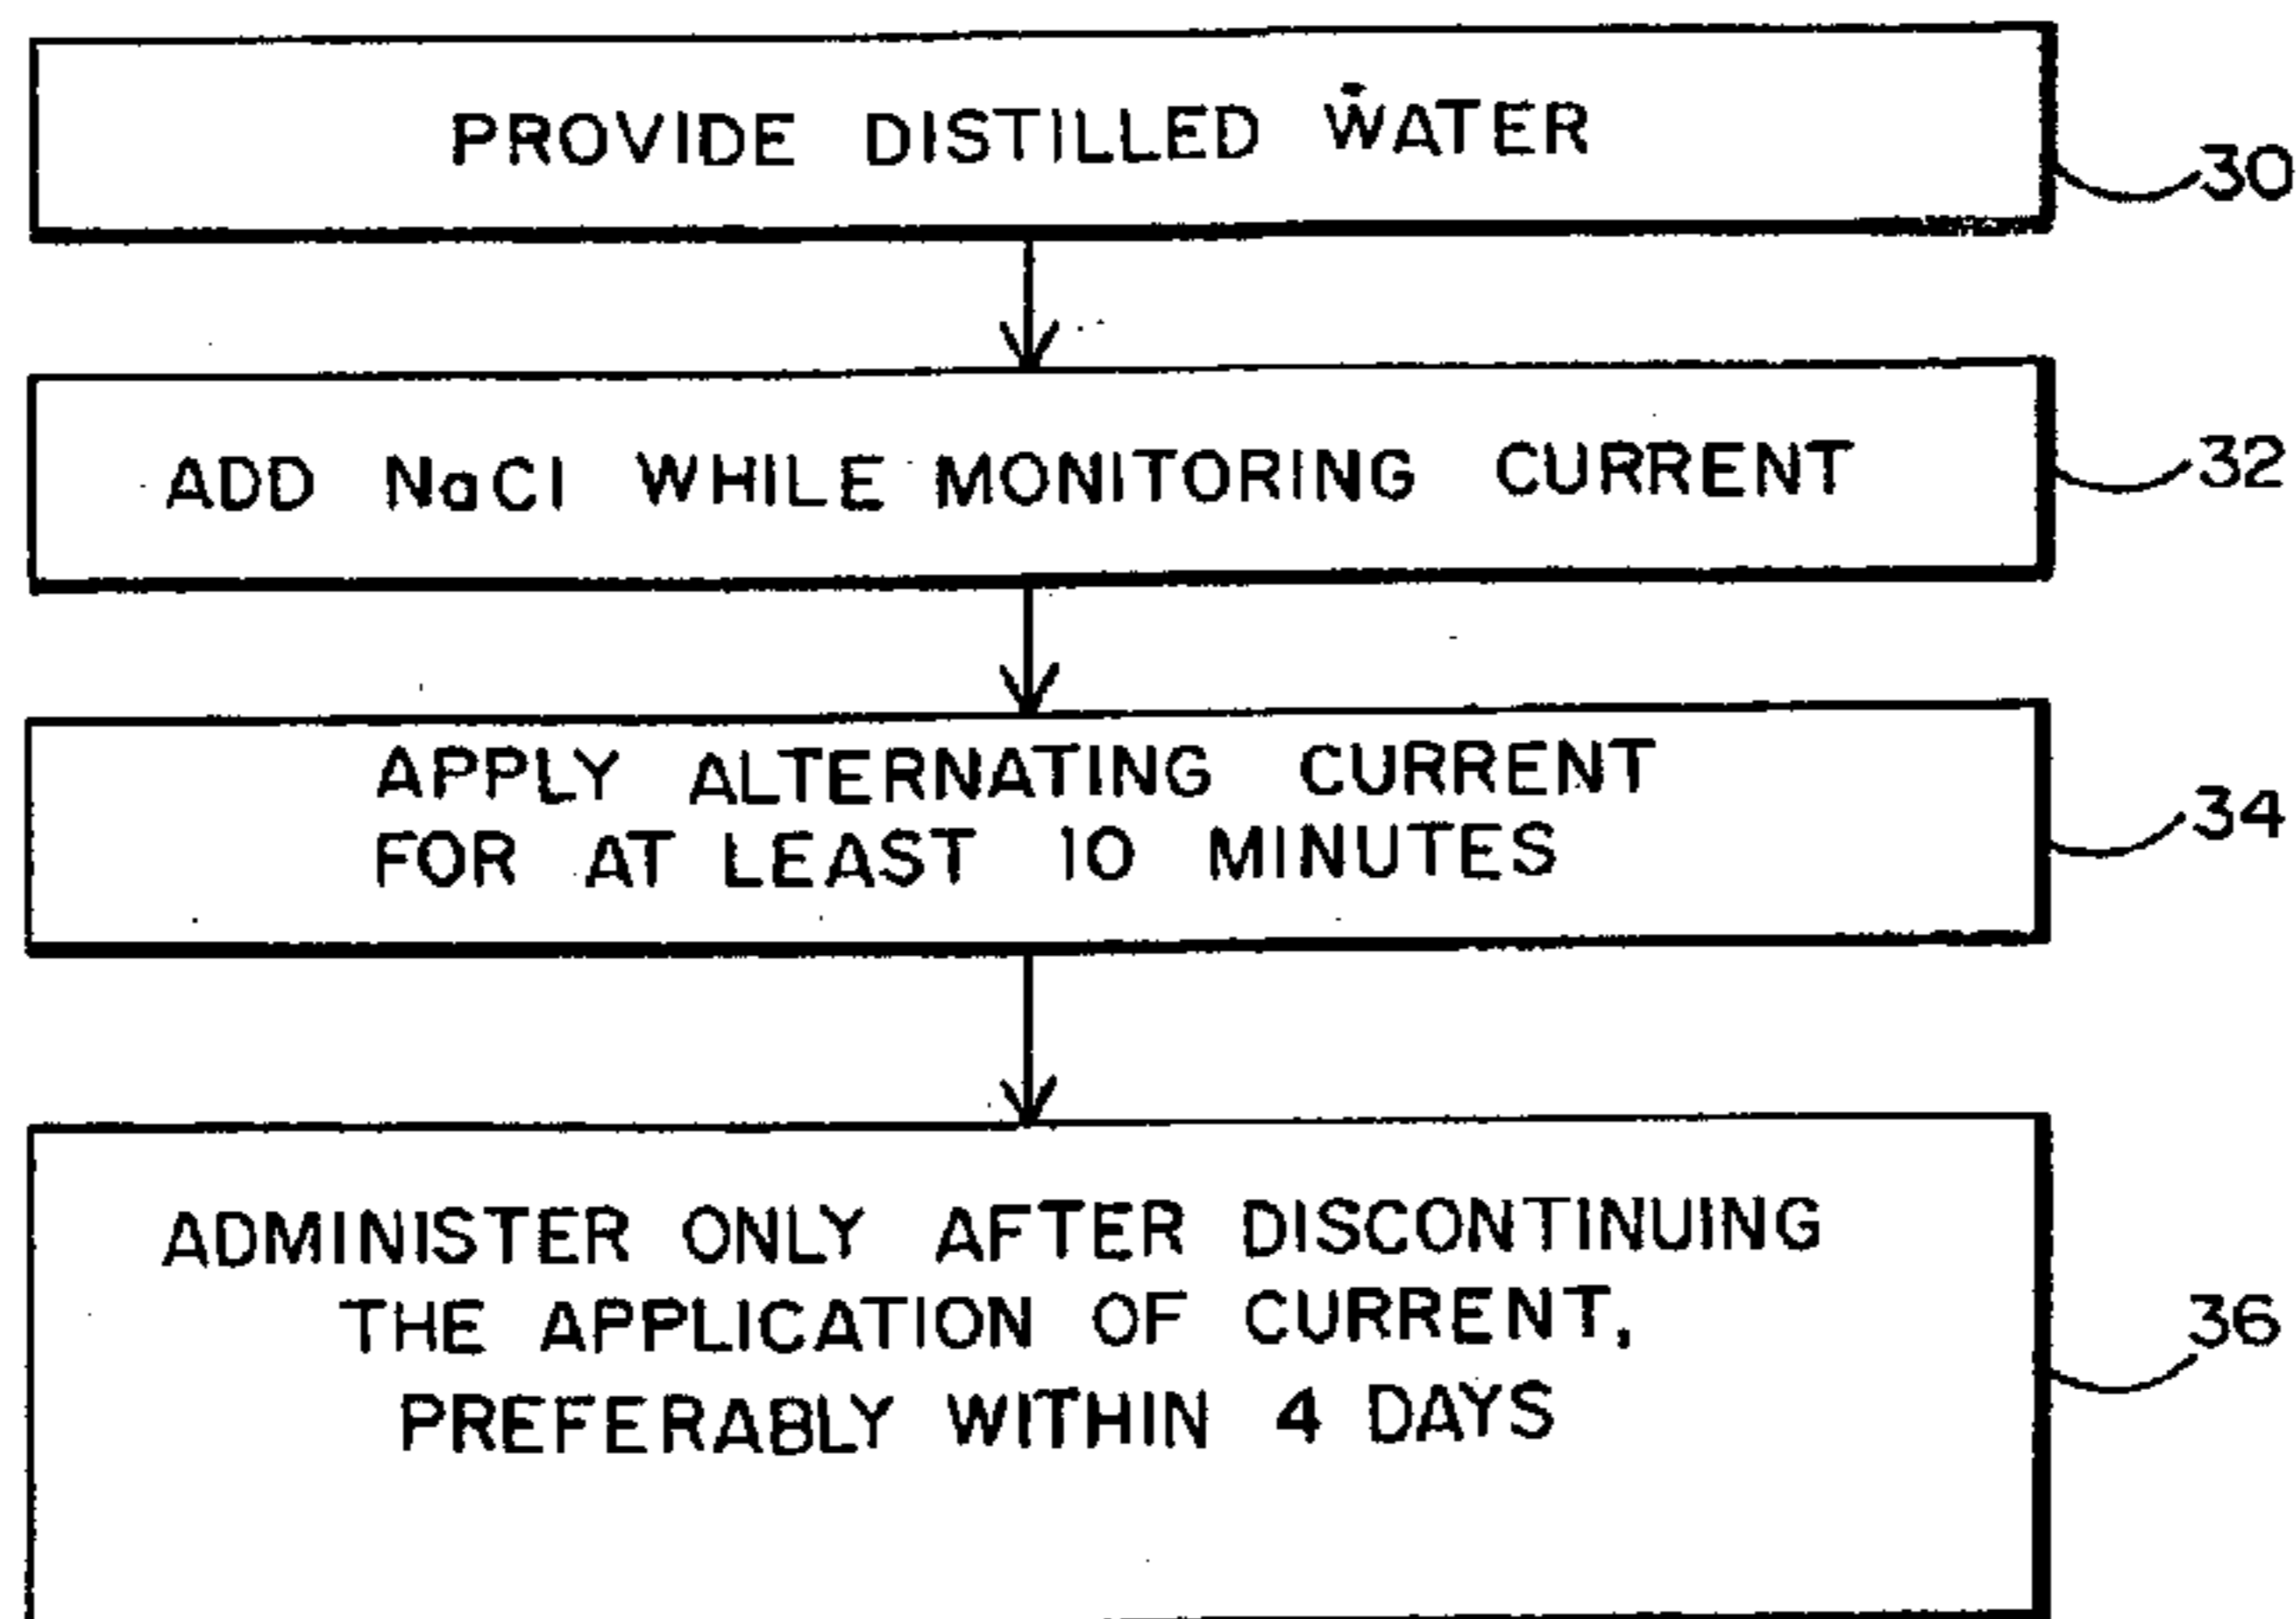 PROVIDE DISTILLED WATER
30
ADD NaCl WHILE MONITORING CURRENT
32
APPLY ALTERNATING CURRENT
FOR AT LEAST 10 MINUTES
34
ADMINISTER ONLY AFTER DISCONTINUING
THE APPLICATION OF CURRENT,
PREFERABLY WITHIN 4 DAYS
36